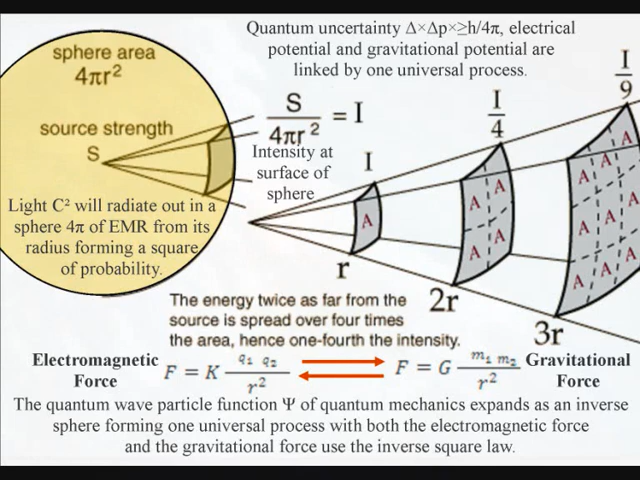 Quantum uncertainty Δ×Δp×≥h/4π, electrical
potential and gravitational potential are
linked by one universal process.
sphere area
4πr²
source strength
S
S
4πr² = I
Intensity at
surface of
sphere
I
I
4
I
9
Light C² will radiate out in a
sphere 4π of EMR from its
radius forming a square
of probability.
A
A A
A A
A A A
A A A
A A A
r
2r
3r
The energy twice as far from the
source is spread over four times
the area, hence one-fourth the intensity.
Electromagnetic
Force
F = K q₁ q₂
r²
F = G m₁ m₂
r²
Gravitational
Force
The quantum wave particle function Ψ of quantum mechanics expands as an inverse
sphere forming one universal process with both the electromagnetic force
and the gravitational force use the inverse square law.